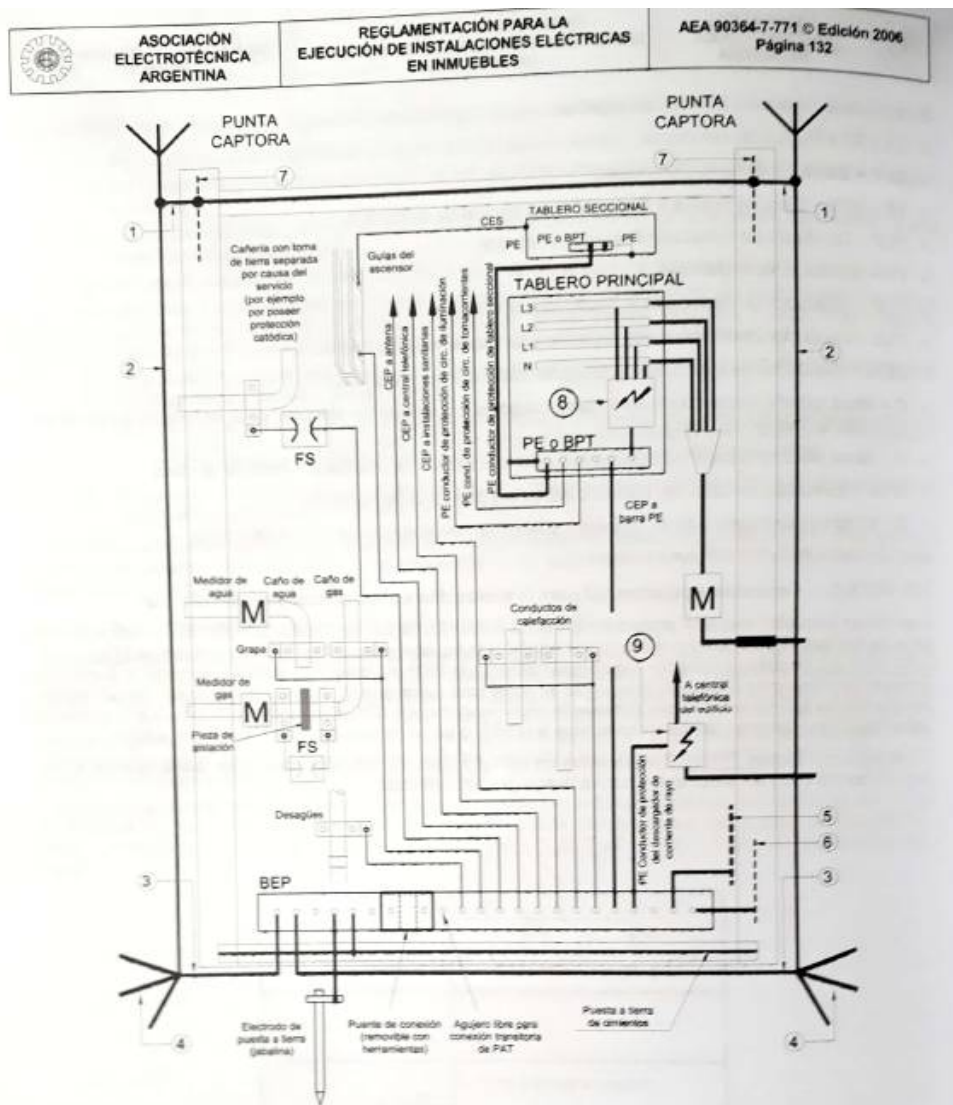 ASOCIACIÓN
ELECTROTÉCNICA
ARGENTINA
REGLAMENTACIÓN PARA LA
EJECUCIÓN DE INSTALACIONES ELÉCTRICAS
EN INMUEBLES
AEA 90364-7-771 © Edición 2006
Página 132
PUNTA
CAPTORA
PUNTA
CAPTORA
7
7
1
1
TABLERO SECCIONAL
CES
PE
PE o BPT
PE
Cañería con toma
de tierra separada
por causa del
servicio
(por ejemplo
por poseer
protección
catódica)
Guías del
ascensor
TABLERO PRINCIPAL
L3
L2
L1
N
2
2
8
FS
PE o BPT
CEP a antena
CEP a central telefónica
CEP a instalaciones sanitarias
PE conductor de protección de circ. de iluminación
PE cond. de protección de circ. de tomacorrientes
PE conductor de protección de tablero seccional
CEP a
barra PE
Medidor de
agua
Caño de
agua
Caño de
gas
M
M
Conductos de
calefacción
9
Grapa
Medidor de
gas
M
Pieza de
aislación
FS
A central
telefónica
del edificio
PE Conductor de protección
del descargador de
corriente de rayo
Desagües
5
6
3
3
BEP
4
4
Electrodo de
puesta a tierra
(jabalina)
Puente de conexión
(removible con
herramientas)
Agujero libre para
conexión transitoria
de PAT
Puesta a tierra
de cimientos